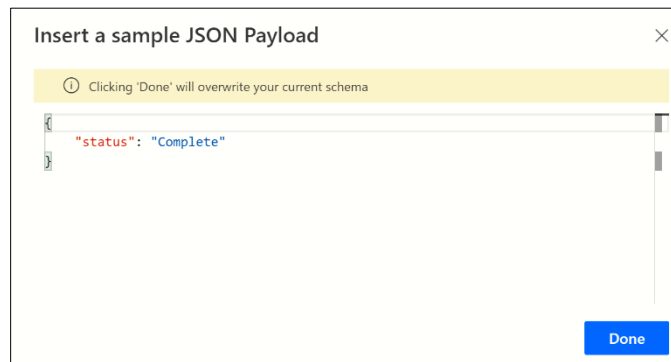 Insert a sample JSON Payload
Clicking 'Done' will overwrite your current schema
{
"status": "Complete"
}
Done